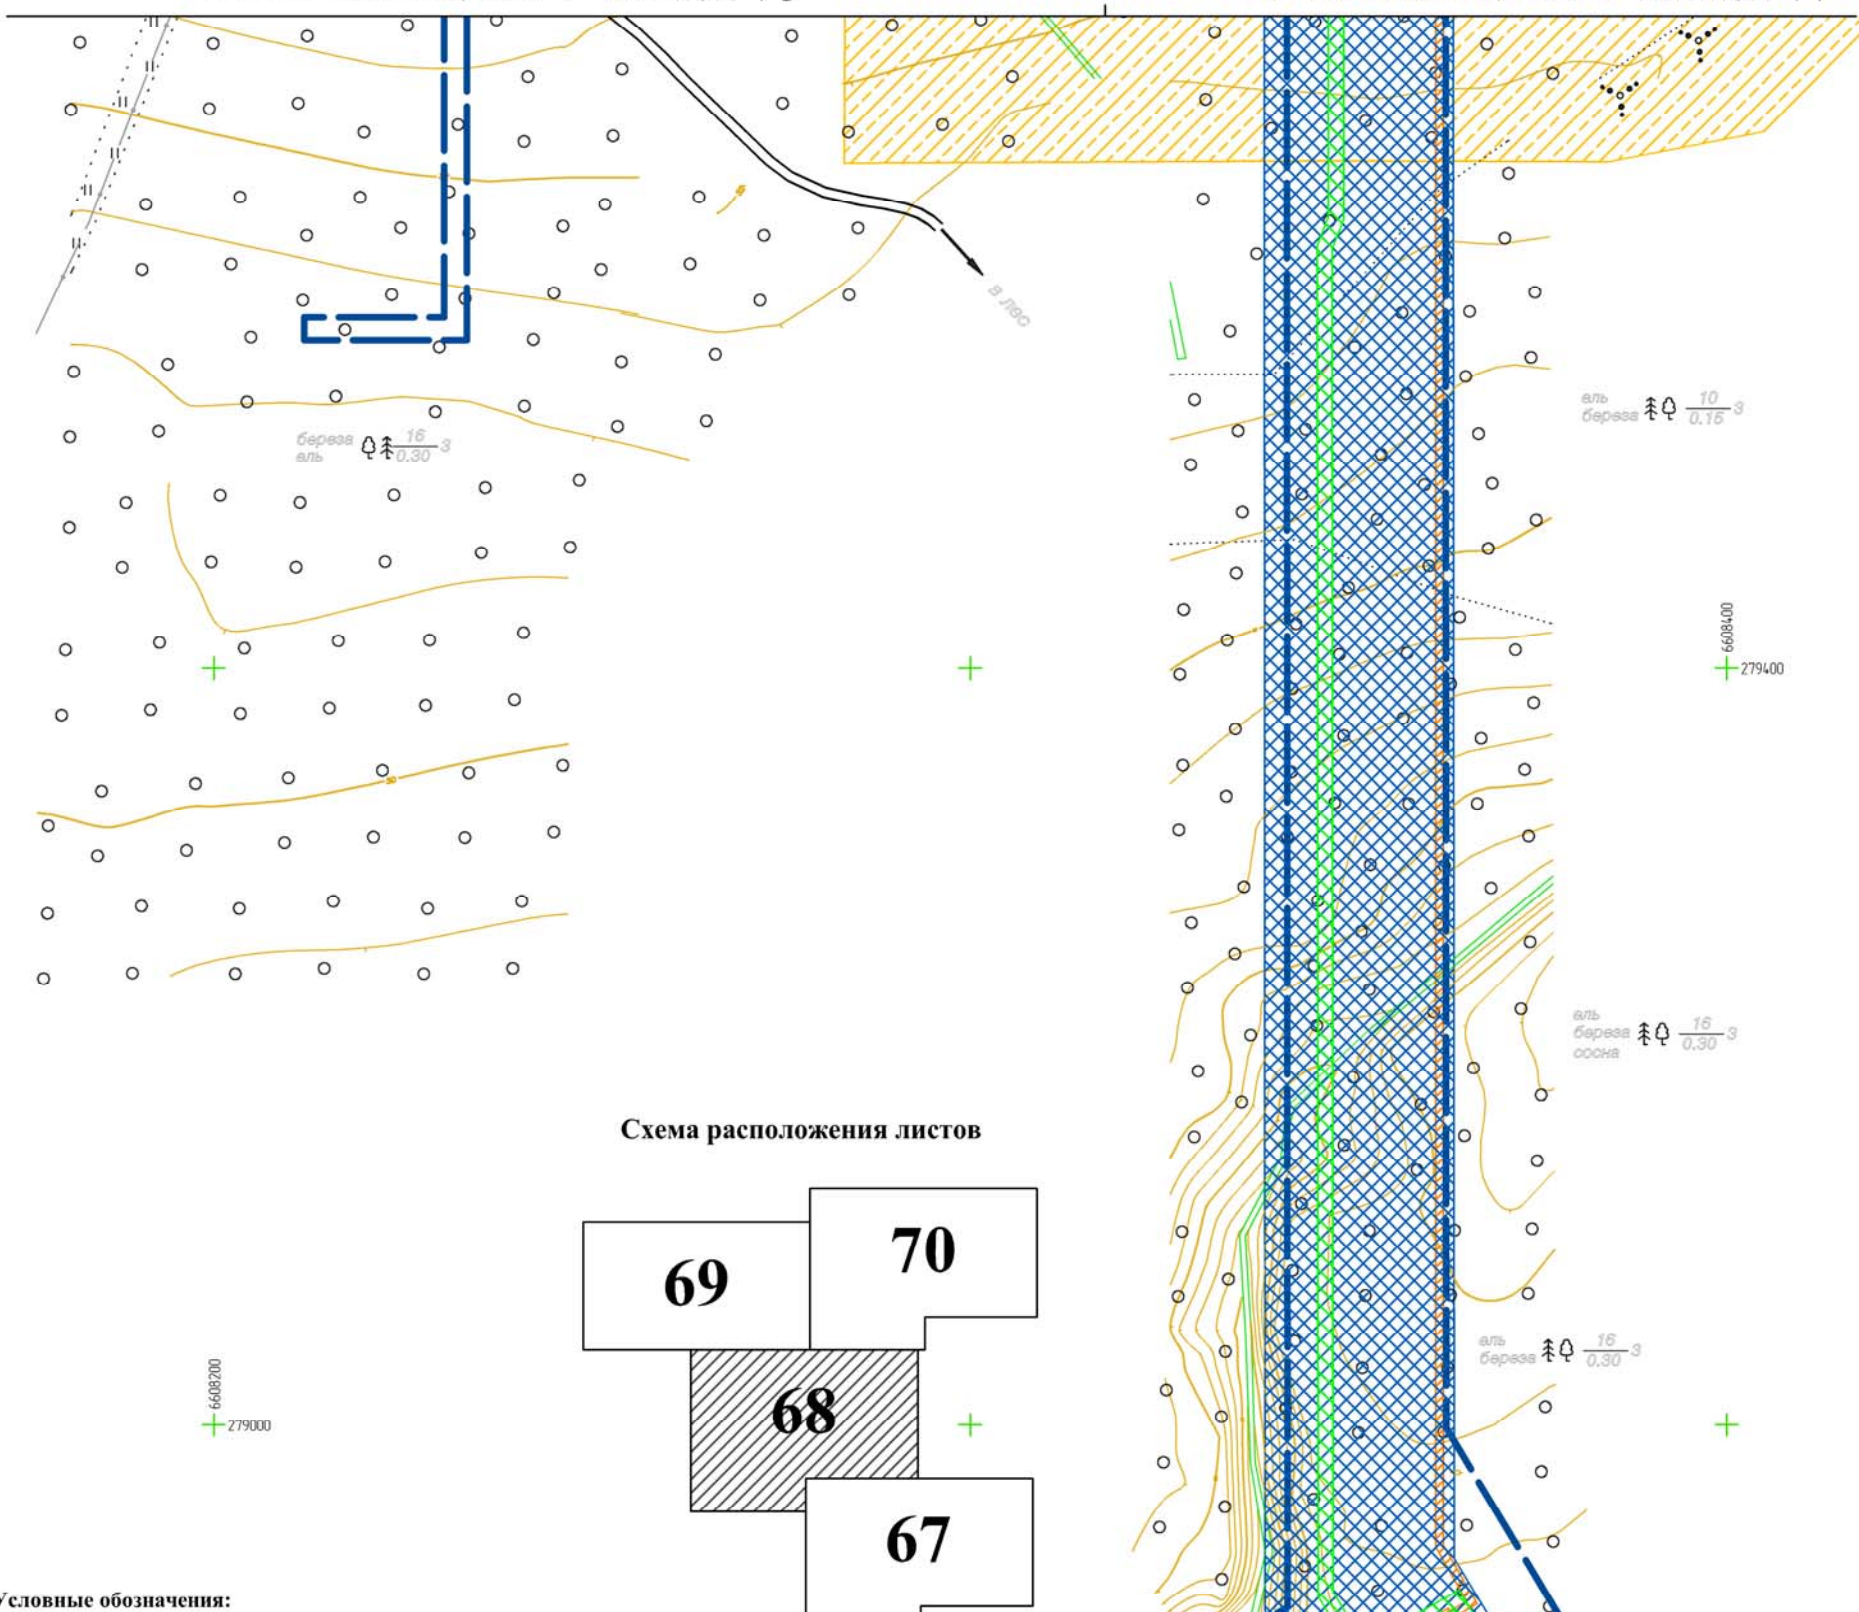 в лес
ель
береза 10 3
0.15
береза 16 3
ель 0.30
6608400
279400
ель
береза 16 3
сосна 0.30
Схема расположения листов
70
69
ель 16 3
береза 0.30
6608200
68
279000
67
Условные обозначения: